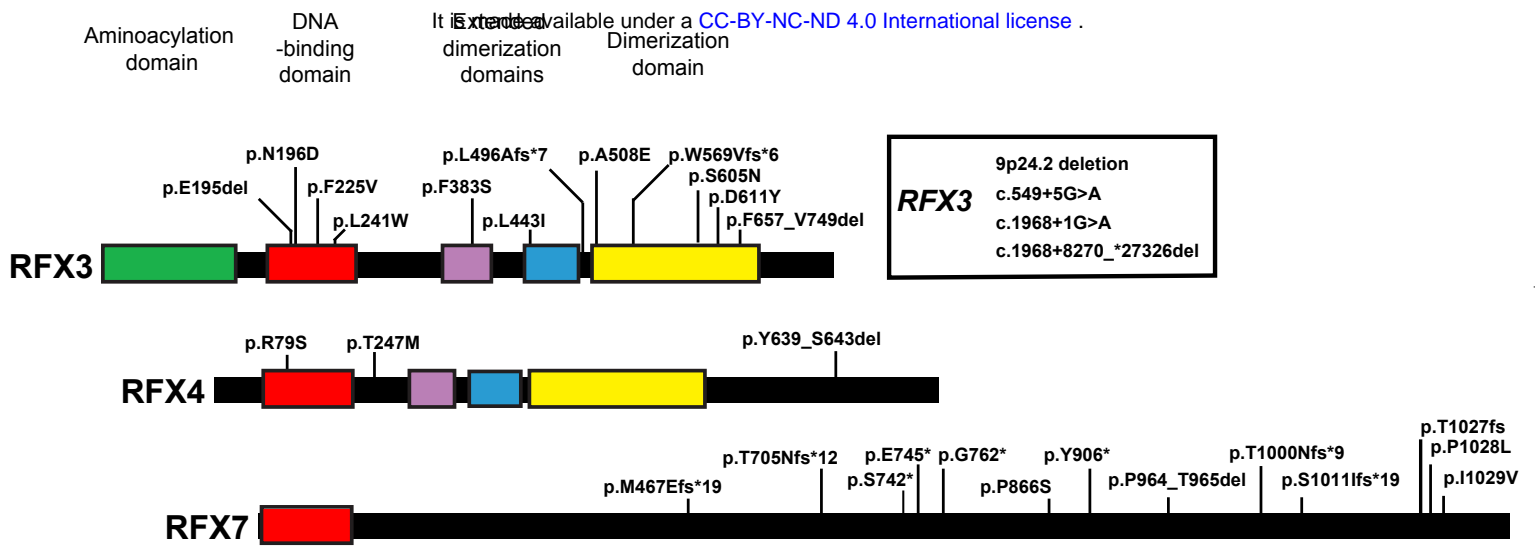 It is made available under a CC-BY-NC-ND 4.0 International license .
Aminoacylation
domain
DNA
-binding
domain
Extended
dimerization
domains
Dimerization
domain
RFX3
p.E195del
p.N196D
p.F225V
p.L241W
p.F383S
p.L443I
p.L496Afs*7
p.A508E
p.W569Vfs*6
p.S605N
p.D611Y
p.F657_V749del
RFX3
9p24.2 deletion
c.549+5G>A
c.1968+1G>A
c.1968+8270_*27326del
RFX4
p.R79S
p.T247M
p.Y639_S643del
RFX7
p.M467Efs*19
p.T705Nfs*12
p.S742*
p.E745*
p.G762*
p.P866S
p.Y906*
p.P964_T965del
p.T1000Nfs*9
p.S1011Ifs*19
p.T1027fs
p.P1028L
p.I1029V